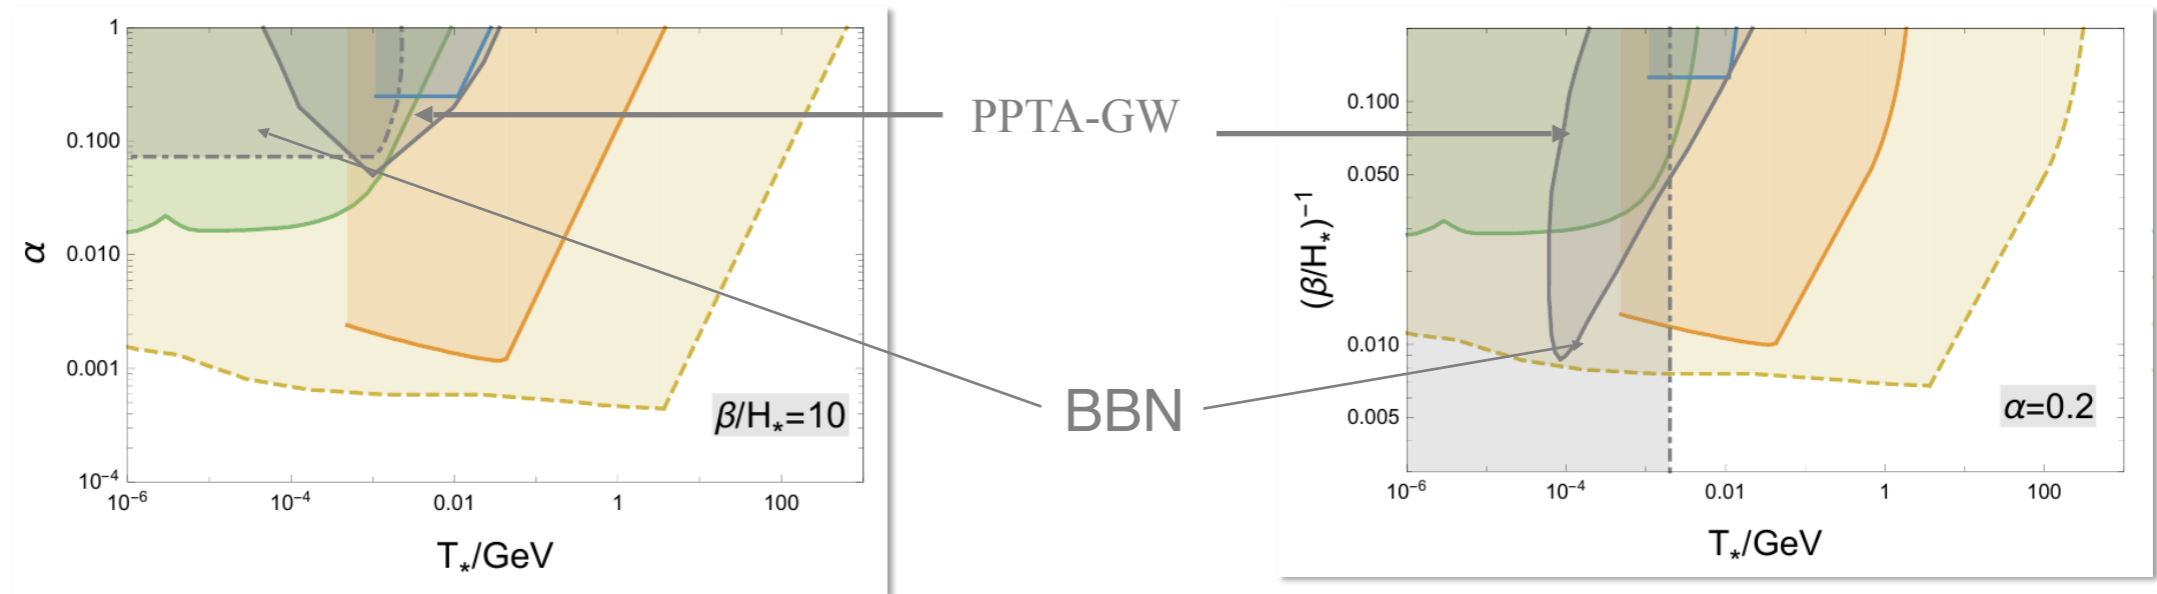 1
0.100
0.010
0.001
10⁻⁴
α
10⁻⁶
10⁻⁴
0.01
1
100
T*/GeV
β/H*=10
PPTA-GW
BBN
0.100
0.050
0.010
0.005
(β/H*)⁻¹
10⁻⁶
10⁻⁴
0.01
1
100
T*/GeV
α=0.2